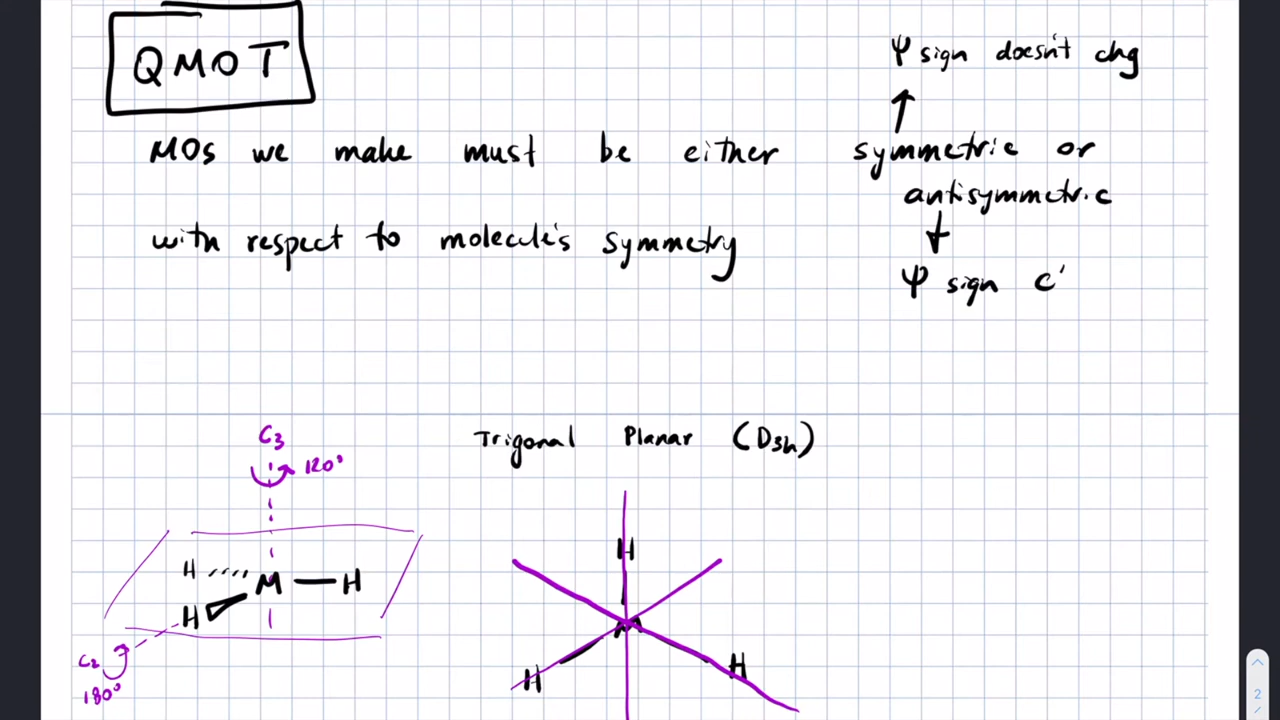 QMOT
ψ sign doesn't chg
MOs we make must be either symmetric or
antisymmetric
with respect to molecule's symmetry
ψ sign c'
C3
120°
Trigonal Planar (D3h)
H
H
M
H
H
C2
180°
H
M
H
H
2